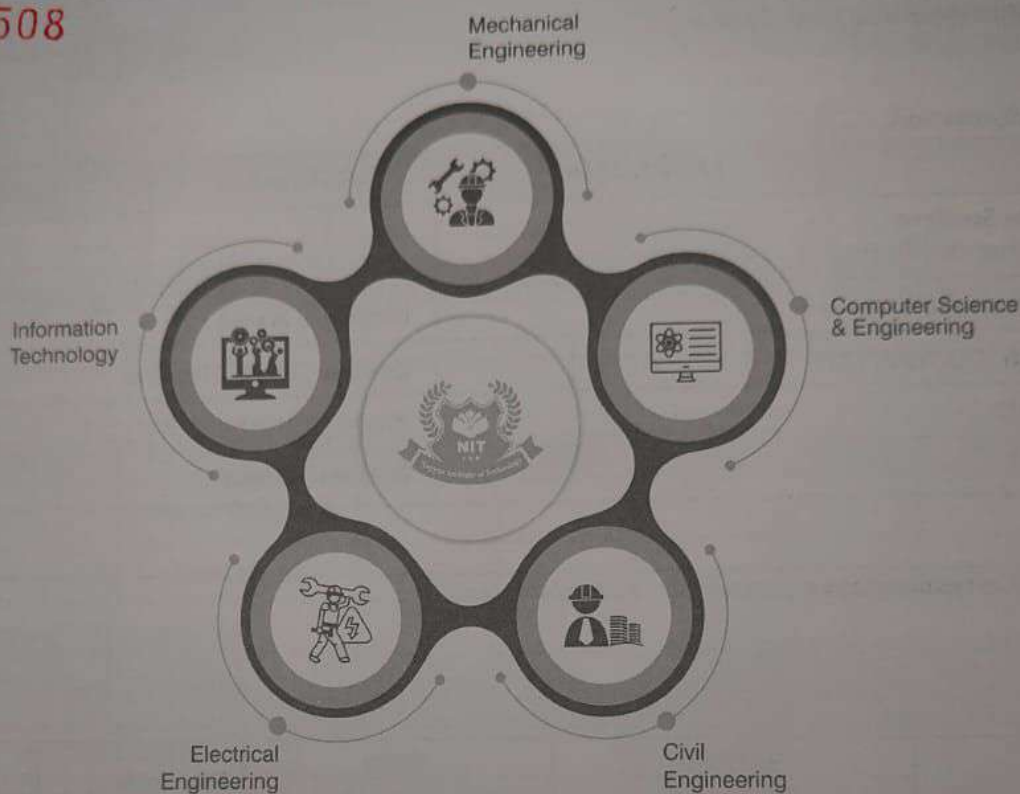 508
Mechanical
Engineering
Computer Science
& Engineering
Information
Technology
NIT
Electrical
Engineering
Civil
Engineering